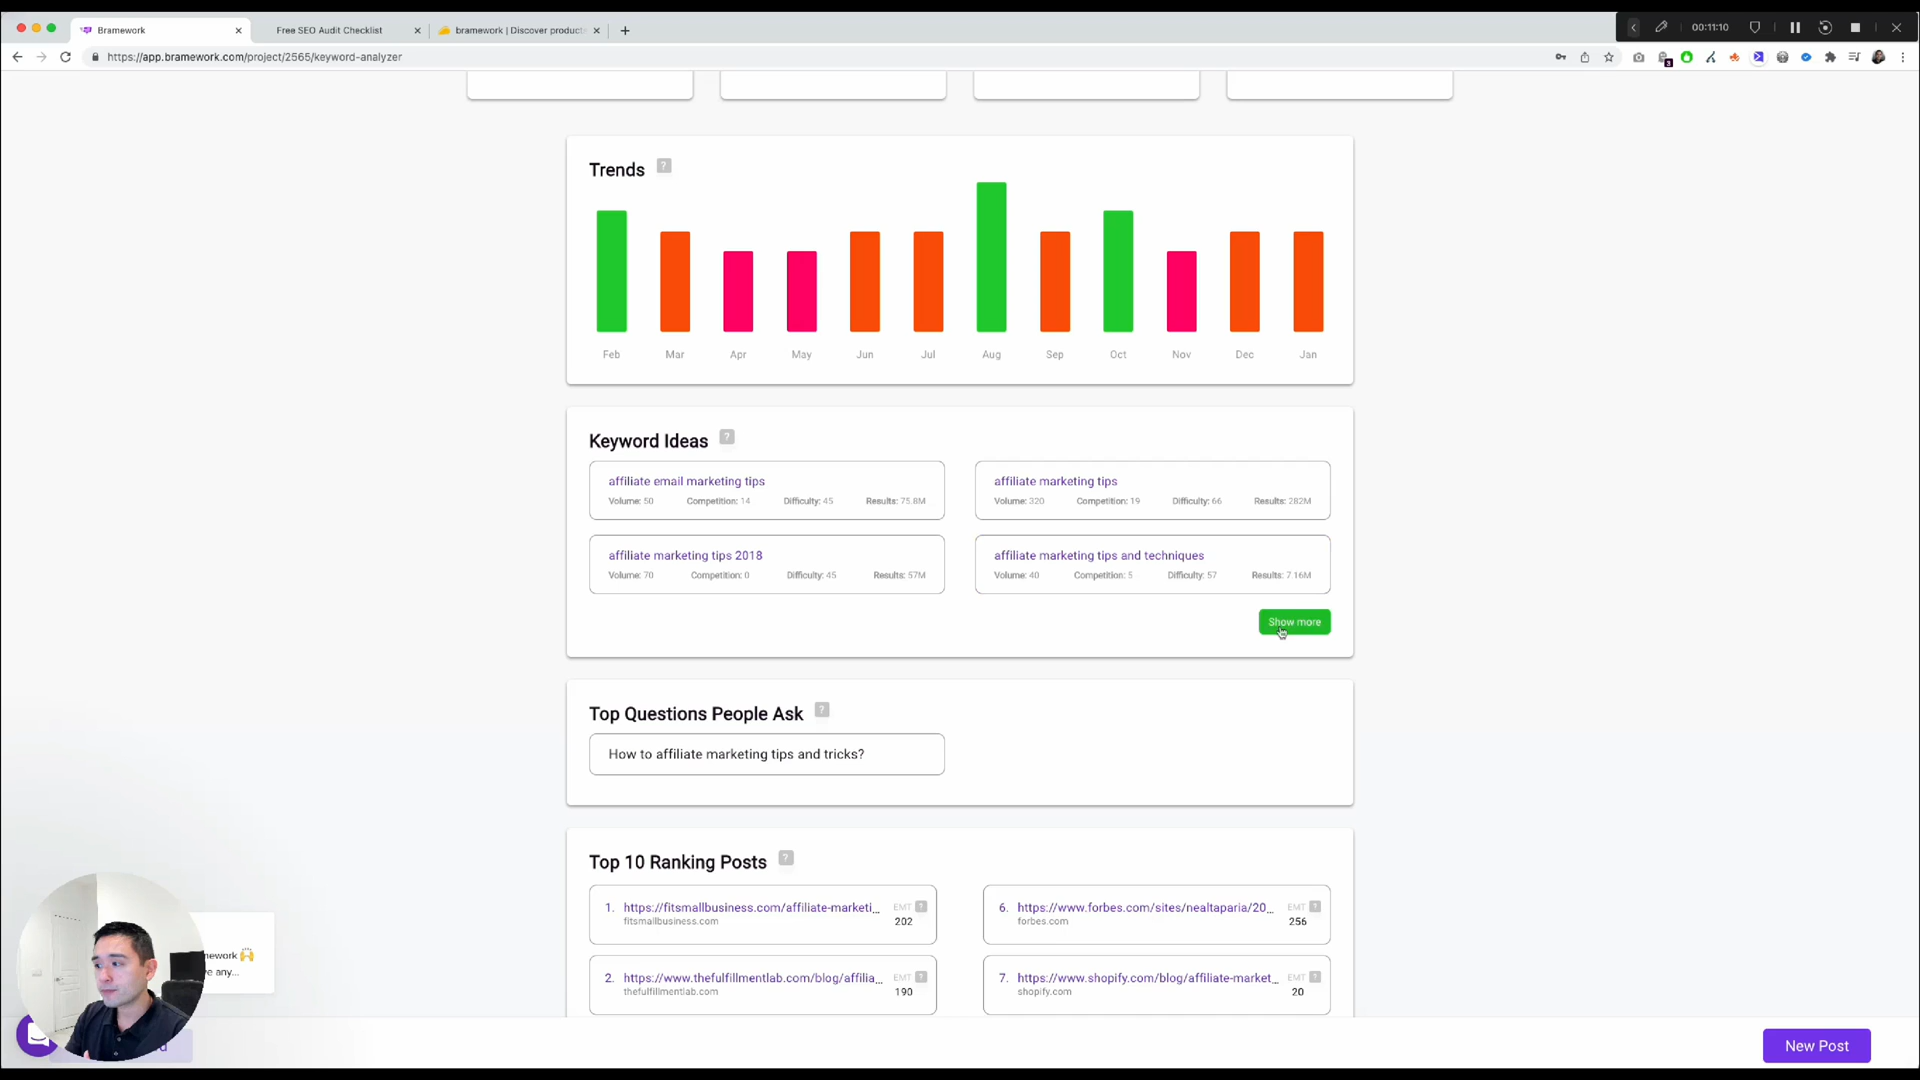 Bramework
Free SEO Audit Checklist
bramework | Discover product
00:11:10
https://app.bramework.com/project/2565/keyword-analyzer
3
Trends ?
Feb Mar Apr May Jun Jul Aug Sep Oct Nov Dec Jan
Keyword Ideas ?
affiliate email marketing tips
Volume: 50 Competition: 14 Difficulty: 45 Results: 75.8M
affiliate marketing tips
Volume: 320 Competition: 19 Difficulty: 66 Results: 282M
affiliate marketing tips 2018
Volume: 70 Competition: 0 Difficulty: 45 Results: 57M
affiliate marketing tips and techniques
Volume: 40 Competition: 5 Difficulty: 57 Results: 7.16M
Show more
Top Questions People Ask ?
How to affiliate marketing tips and tricks?
Top 10 Ranking Posts ?
1. https://fitsmallbusiness.com/affiliate-marketi... EMT ?
fitsmallbusiness.com 202
6. https://www.forbes.com/sites/nealtaparia/20... EMT ?
forbes.com 256
2. https://www.thefulfillmentlab.com/blog/affilia... EMT ?
thefulfillmentlab.com 190
7. https://www.shopify.com/blog/affiliate-market... EMT ?
shopify.com 20
mework 🙌
ve any...
New Post